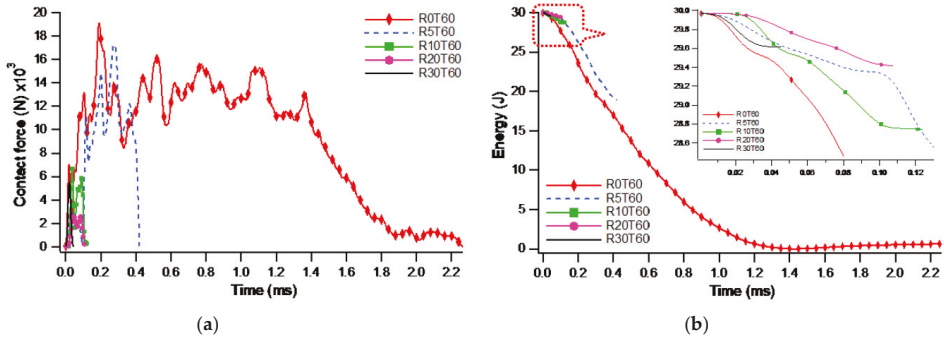 20
18
16
14
12
10
8
6
4
2
0
Contact force (N) x10³
R0T60
R5T60
R10T60
R20T60
R30T60
0.0 0.2 0.4 0.6 0.8 1.0 1.2 1.4 1.6 1.8 2.0 2.2
Time (ms)
(a)
30
25
20
15
10
5
0
Energy (J)
R0T60
R5T60
R10T60
R20T60
R30T60
0.0 0.2 0.4 0.6 0.8 1.0 1.2 1.4 1.6 1.8 2.0 2.2
Time (ms)
30.0
29.8
29.6
29.4
29.2
29.0
28.8
28.6
R0T60
R5T60
R10T60
R20T60
R30T60
0.02 0.04 0.06 0.08 0.10 0.12
(b)